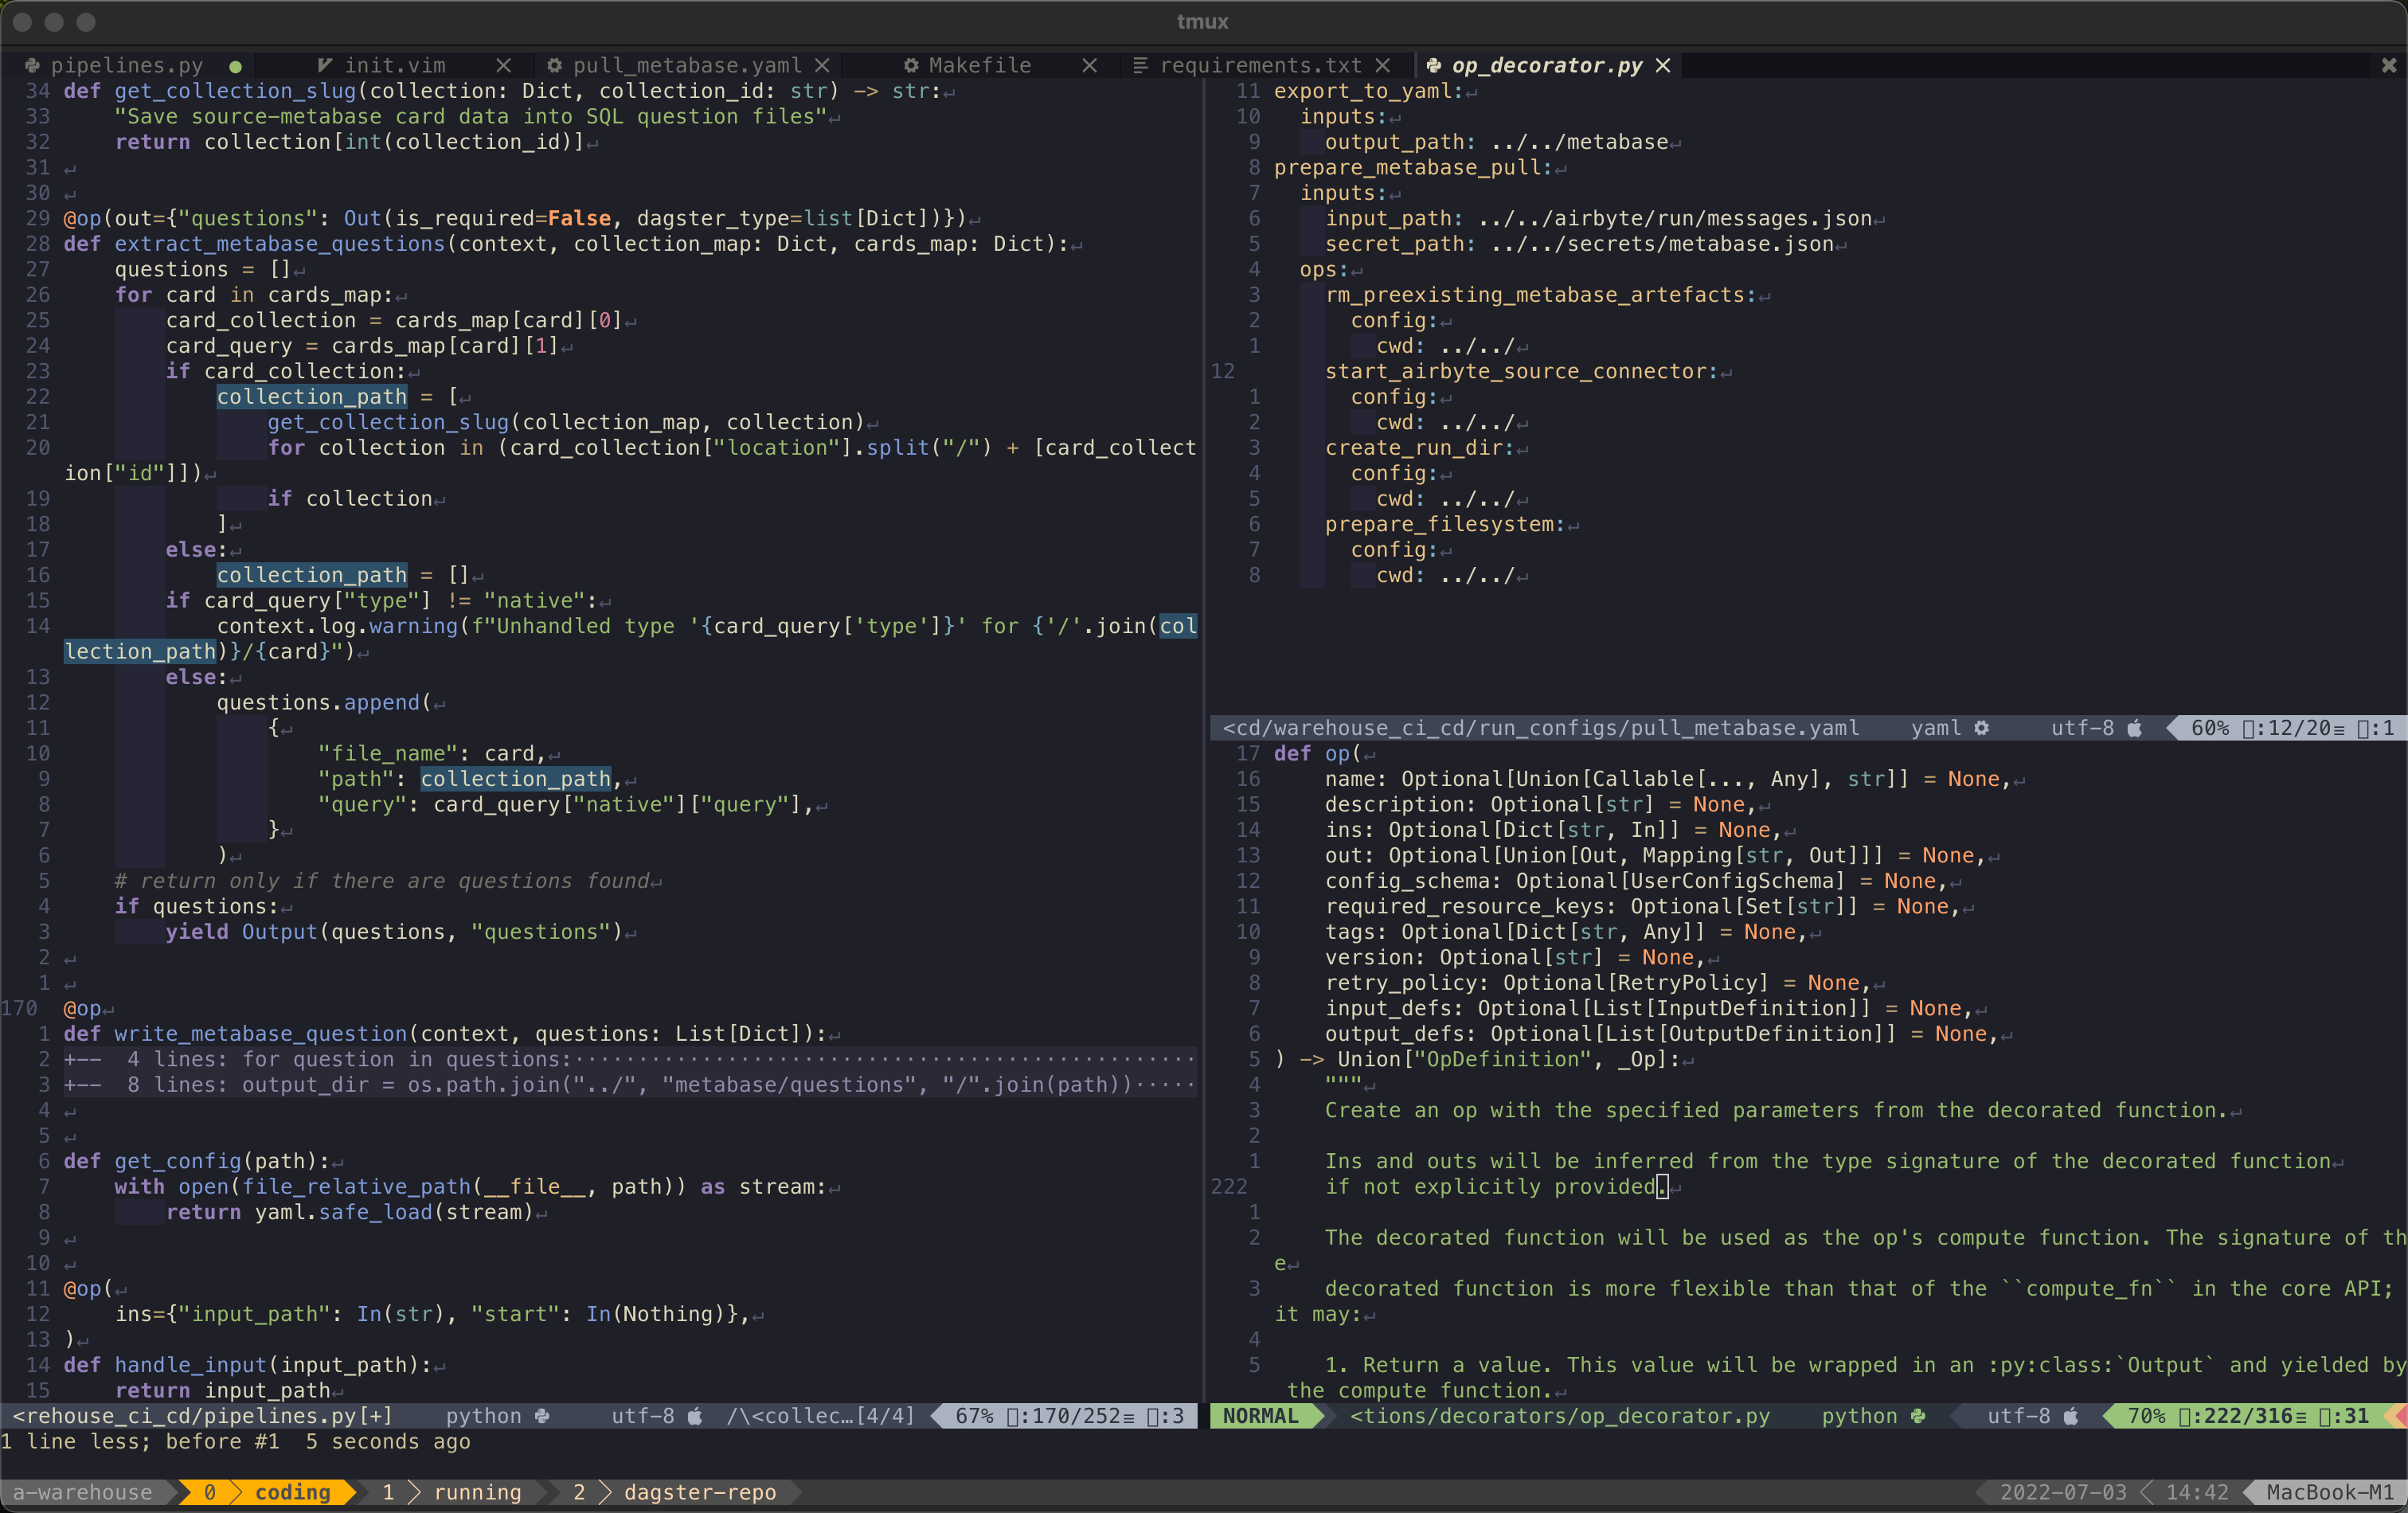 tmux
pipelines.py ● init.vim × pull_metabase.yaml × Makefile × requirements.txt × op_decorator.py × ×
34 def get_collection_slug(collection: Dict, collection_id: str) -> str:↵
33     "Save source-metabase card data into SQL question files"↵
32     return collection[int(collection_id)]↵
31 ↵
30 ↵
29 @op(out={"questions": Out(is_required=False, dagster_type=list[Dict])})↵
28 def extract_metabase_questions(context, collection_map: Dict, cards_map: Dict):↵
27     questions = []↵
26     for card in cards_map:↵
25         card_collection = cards_map[card][0]↵
24         card_query = cards_map[card][1]↵
23         if card_collection:↵
22             collection_path = [↵
21                 get_collection_slug(collection_map, collection)↵
20                 for collection in (card_collection["location"].split("/") + [card_collect
ion["id"]])↵
19                 if collection↵
18             ]↵
17         else:↵
16             collection_path = []↵
15         if card_query["type"] != "native":↵
14             context.log.warning(f"Unhandled type '{card_query['type']}' for {'/'.join(col
lection_path)}/{card}")↵
13         else:↵
12             questions.append(↵
11                 {↵
10                     "file_name": card,↵
9                     "path": collection_path,↵
8                     "query": card_query["native"]["query"],↵
7                 }↵
6             )↵
5     # return only if there are questions found↵
4     if questions:↵
3         yield Output(questions, "questions")↵
2 ↵
1 ↵
170 @op↵
1 def write_metabase_question(context, questions: List[Dict]):↵
2 +--  4 lines: for question in questions:·················································
3 +--  8 lines: output_dir = os.path.join("../", "metabase/questions", "/".join(path))·····
4 ↵
5 ↵
6 def get_config(path):↵
7     with open(file_relative_path(__file__, path)) as stream:↵
8         return yaml.safe_load(stream)↵
9 ↵
10 ↵
11 @op(↵
12     ins={"input_path": In(str), "start": In(Nothing)},↵
13 )↵
14 def handle_input(input_path):↵
15     return input_path↵
<rehouse_ci_cd/pipelines.py[+] python utf-8 /\<collec…[4/4] 67% :170/252≡ :3
11 export_to_yaml:↵
10   inputs:↵
9     output_path: ../../metabase↵
8 prepare_metabase_pull:↵
7   inputs:↵
6     input_path: ../../airbyte/run/messages.json↵
5     secret_path: ../../secrets/metabase.json↵
4   ops:↵
3     rm_preexisting_metabase_artefacts:↵
2       config:↵
1         cwd: ../../↵
12     start_airbyte_source_connector:↵
1       config:↵
2         cwd: ../../↵
3     create_run_dir:↵
4       config:↵
5         cwd: ../../↵
6     prepare_filesystem:↵
7       config:↵
8         cwd: ../../↵
<cd/warehouse_ci_cd/run_configs/pull_metabase.yaml yaml utf-8 60% :12/20≡ :1
17 def op(↵
16     name: Optional[Union[Callable[..., Any], str]] = None,↵
15     description: Optional[str] = None,↵
14     ins: Optional[Dict[str, In]] = None,↵
13     out: Optional[Union[Out, Mapping[str, Out]]] = None,↵
12     config_schema: Optional[UserConfigSchema] = None,↵
11     required_resource_keys: Optional[Set[str]] = None,↵
10     tags: Optional[Dict[str, Any]] = None,↵
9     version: Optional[str] = None,↵
8     retry_policy: Optional[RetryPolicy] = None,↵
7     input_defs: Optional[List[InputDefinition]] = None,↵
6     output_defs: Optional[List[OutputDefinition]] = None,↵
5 ) -> Union["OpDefinition", _Op]:↵
4     """↵
3     Create an op with the specified parameters from the decorated function.↵
2
1     Ins and outs will be inferred from the type signature of the decorated function↵
222     if not explicitly provided.↵
1
2     The decorated function will be used as the op's compute function. The signature of th
e↵
3     decorated function is more flexible than that of the ``compute_fn`` in the core API;
it may:↵
4
5     1. Return a value. This value will be wrapped in an :py:class:`Output` and yielded by
 the compute function.↵
NORMAL <tions/decorators/op_decorator.py python utf-8 70% :222/316≡ :31
1 line less; before #1  5 seconds ago
a-warehouse 0 coding 1 running 2 dagster-repo 2022-07-03 14:42 MacBook-M1